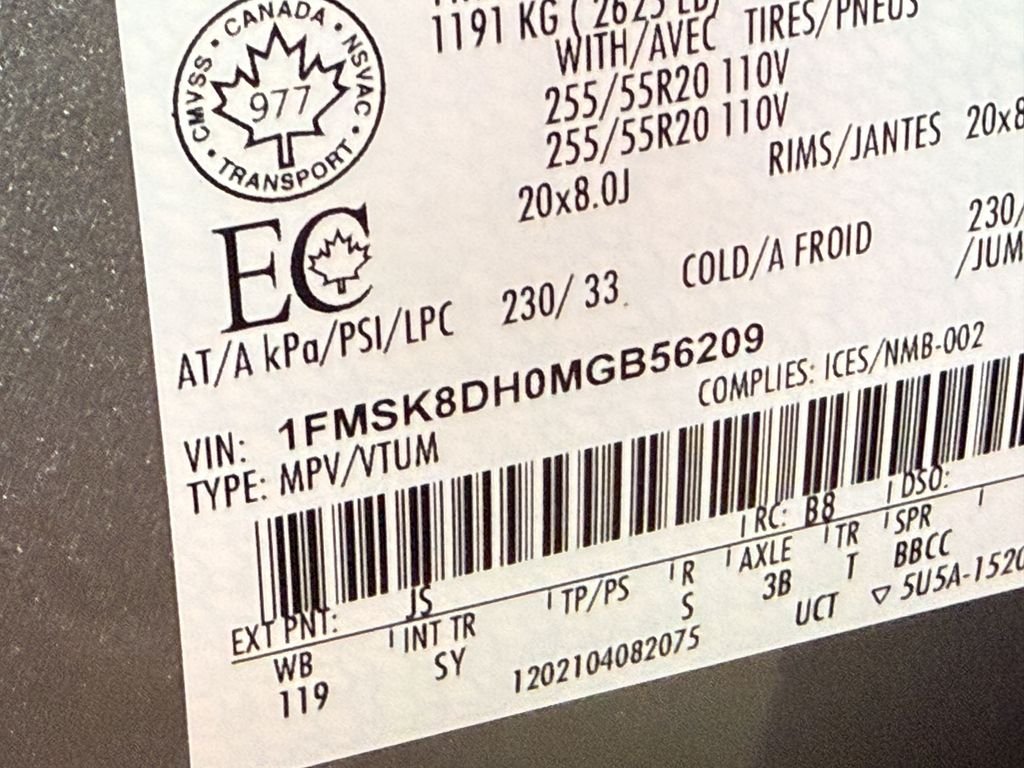 CANADA
CMVSS • NSVAC
977
TRANSPORT
1191 KG ( 2625 LB)
WITH/AVEC TIRES/PNEUS
255/55R20 110V
255/55R20 110V
RIMS/JANTES 20x8
20x8.0J
EC
AT/A kPa/PSI/LPC 230/ 33 COLD/A FROID 230/
/JUM
VIN: 1FMSK8DH0MGB56209
TYPE: MPV/VTUM COMPLIES: ICES/NMB-002
EXT PNT: JS RC: B8 DSO:
WB INT TR TP/PS R AXLE TR SPR
119 SY S 3B T BBCC
1202104082075 UCT ▽ 5U5A-1520